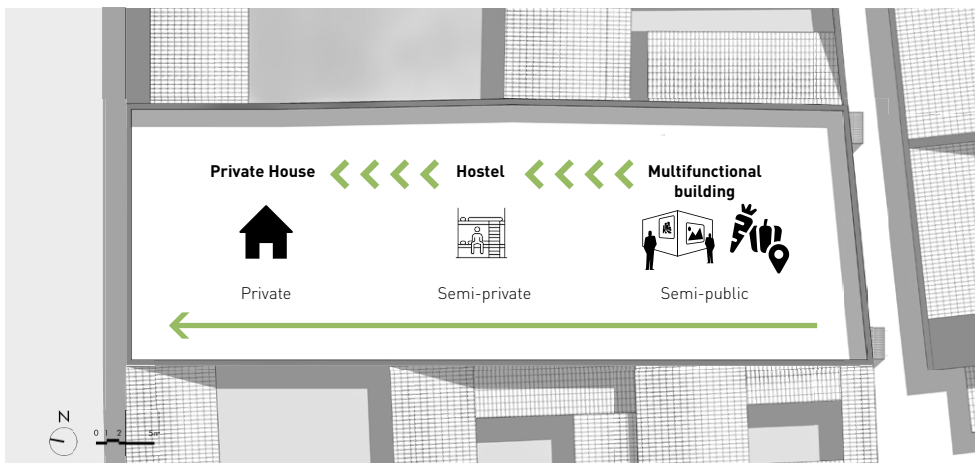 Private House
Hostel
Multifunctional
building
Private
Semi-private
Semi-public
N
0 1 2 5m